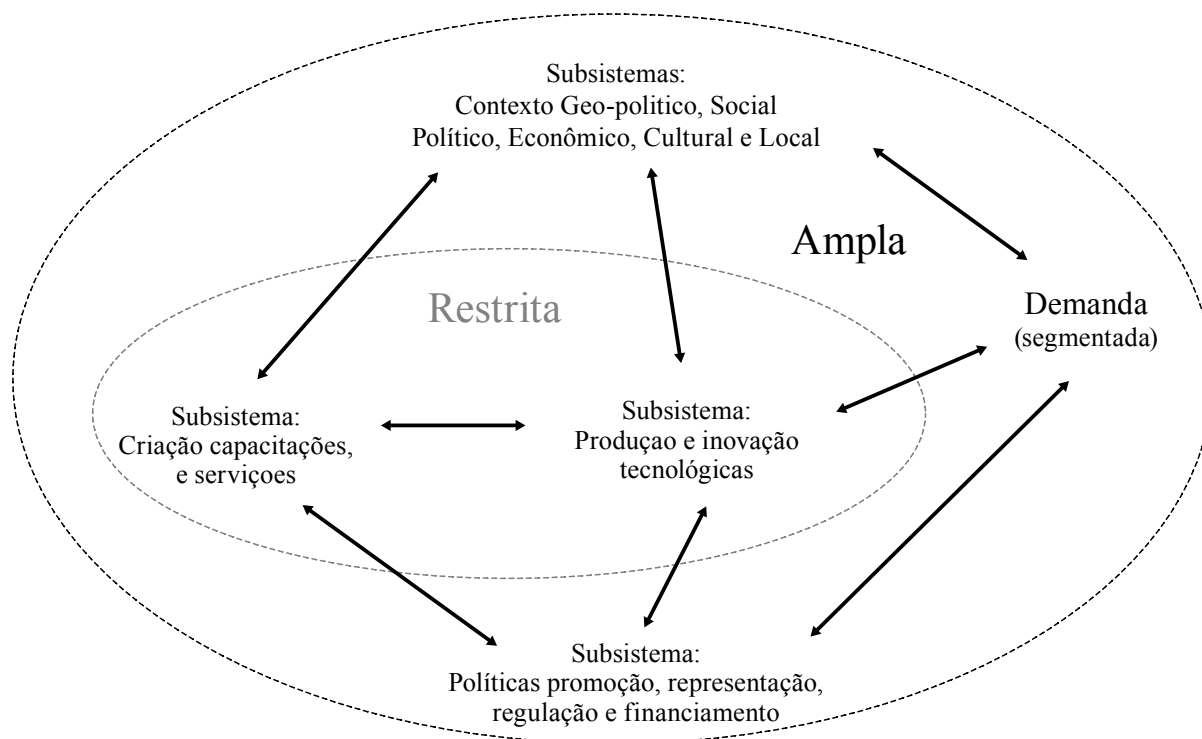 Subsistemas:
Contexto Geo-politico, Social
Político, Econômico, Cultural e Local
Ampla
Restrita
Demanda
(segmentada)
Subsistema:
Criação capacitações,
e serviçoes
Subsistema:
Produçao e inovação
tecnológicas
Subsistema:
Políticas promoção, representação,
regulação e financiamento